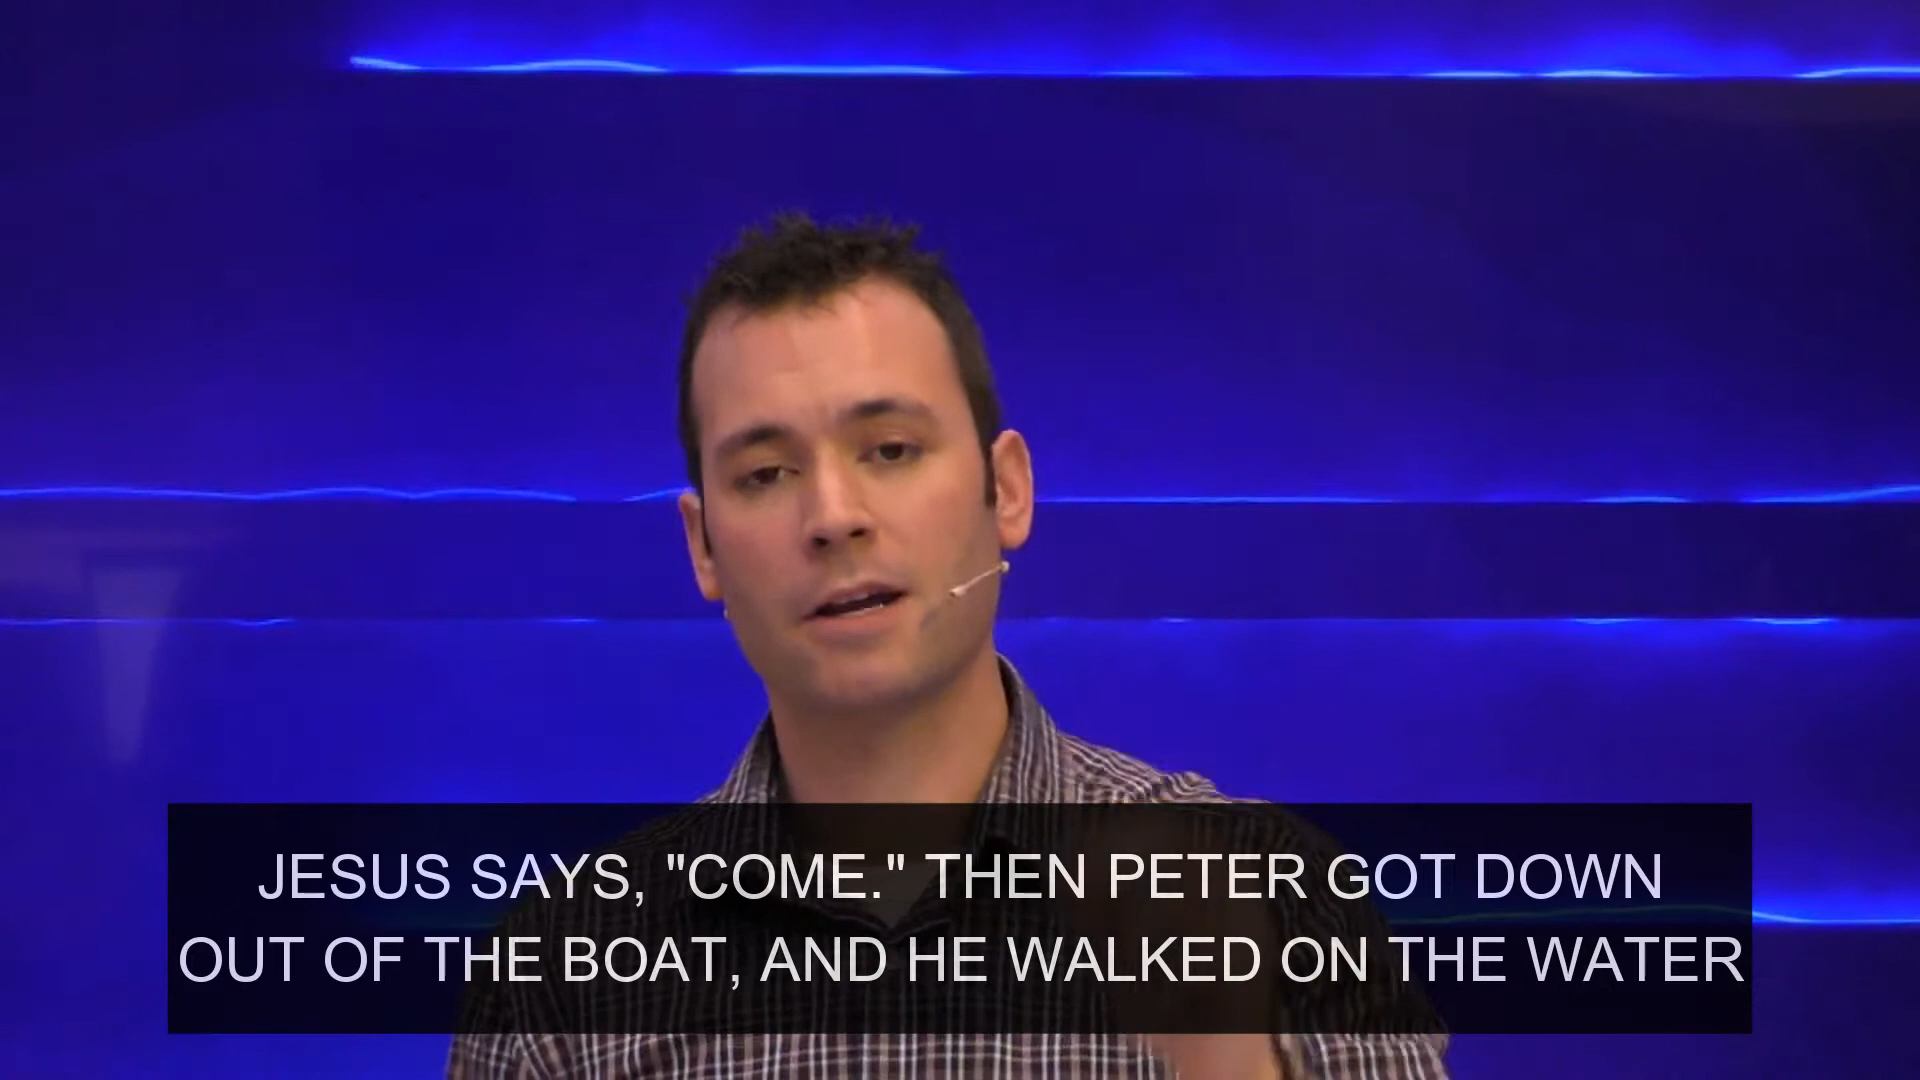 JESUS SAYS, "COME." THEN PETER GOT DOWN
OUT OF THE BOAT, AND HE WALKED ON THE WATER